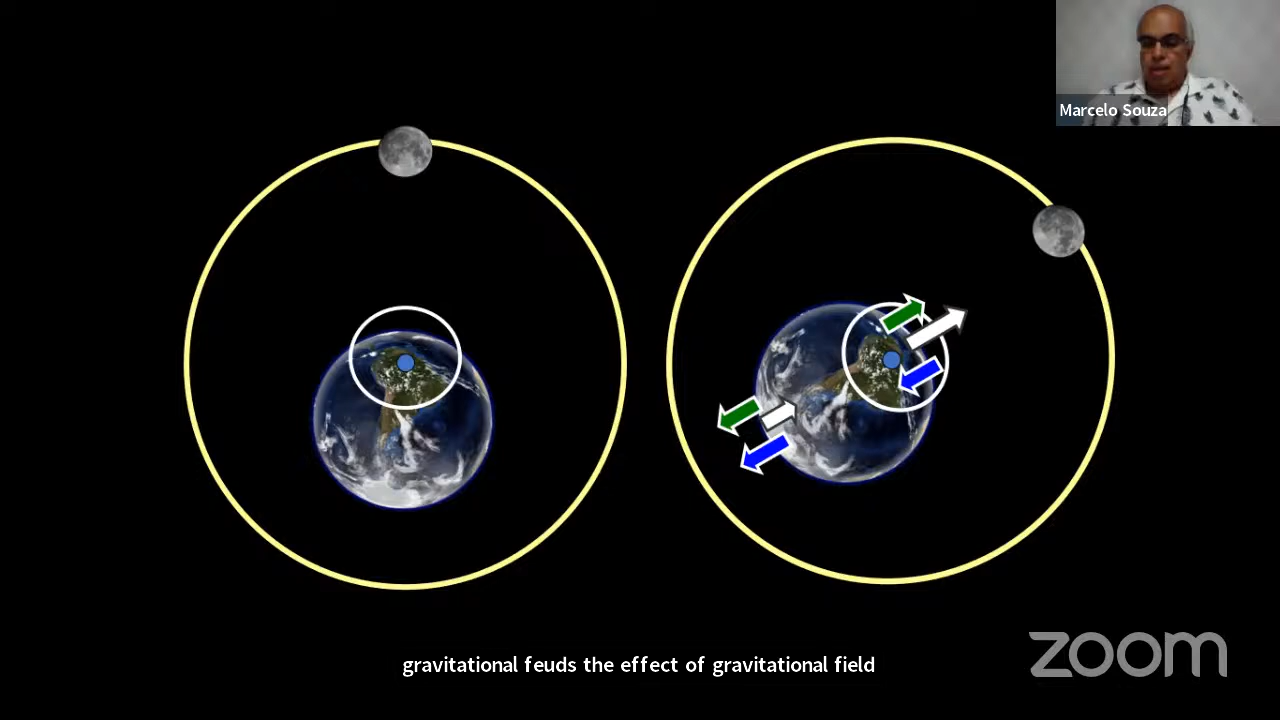 Marcelo Souza
gravitational feuds the effect of gravitational field
zoom